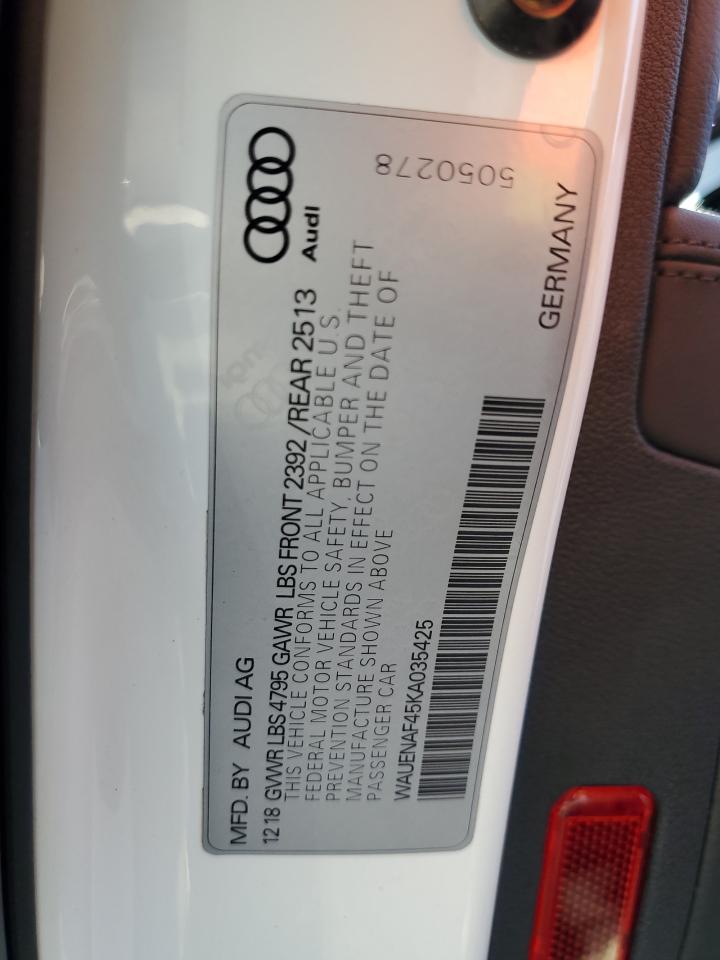 MFD. BY AUDI AG
Audi
12 18 GVWR LBS 4795 GAWR LBS FRONT 2392 /REAR 2513
THIS VEHICLE CONFORMS TO ALL APPLICABLE U.S.
FEDERAL MOTOR VEHICLE SAFETY, BUMPER AND THEFT
PREVENTION STANDARDS IN EFFECT ON THE DATE OF
MANUFACTURE SHOWN ABOVE
PASSENGER CAR
WAUENAF45KA035425
GERMANY
5050278